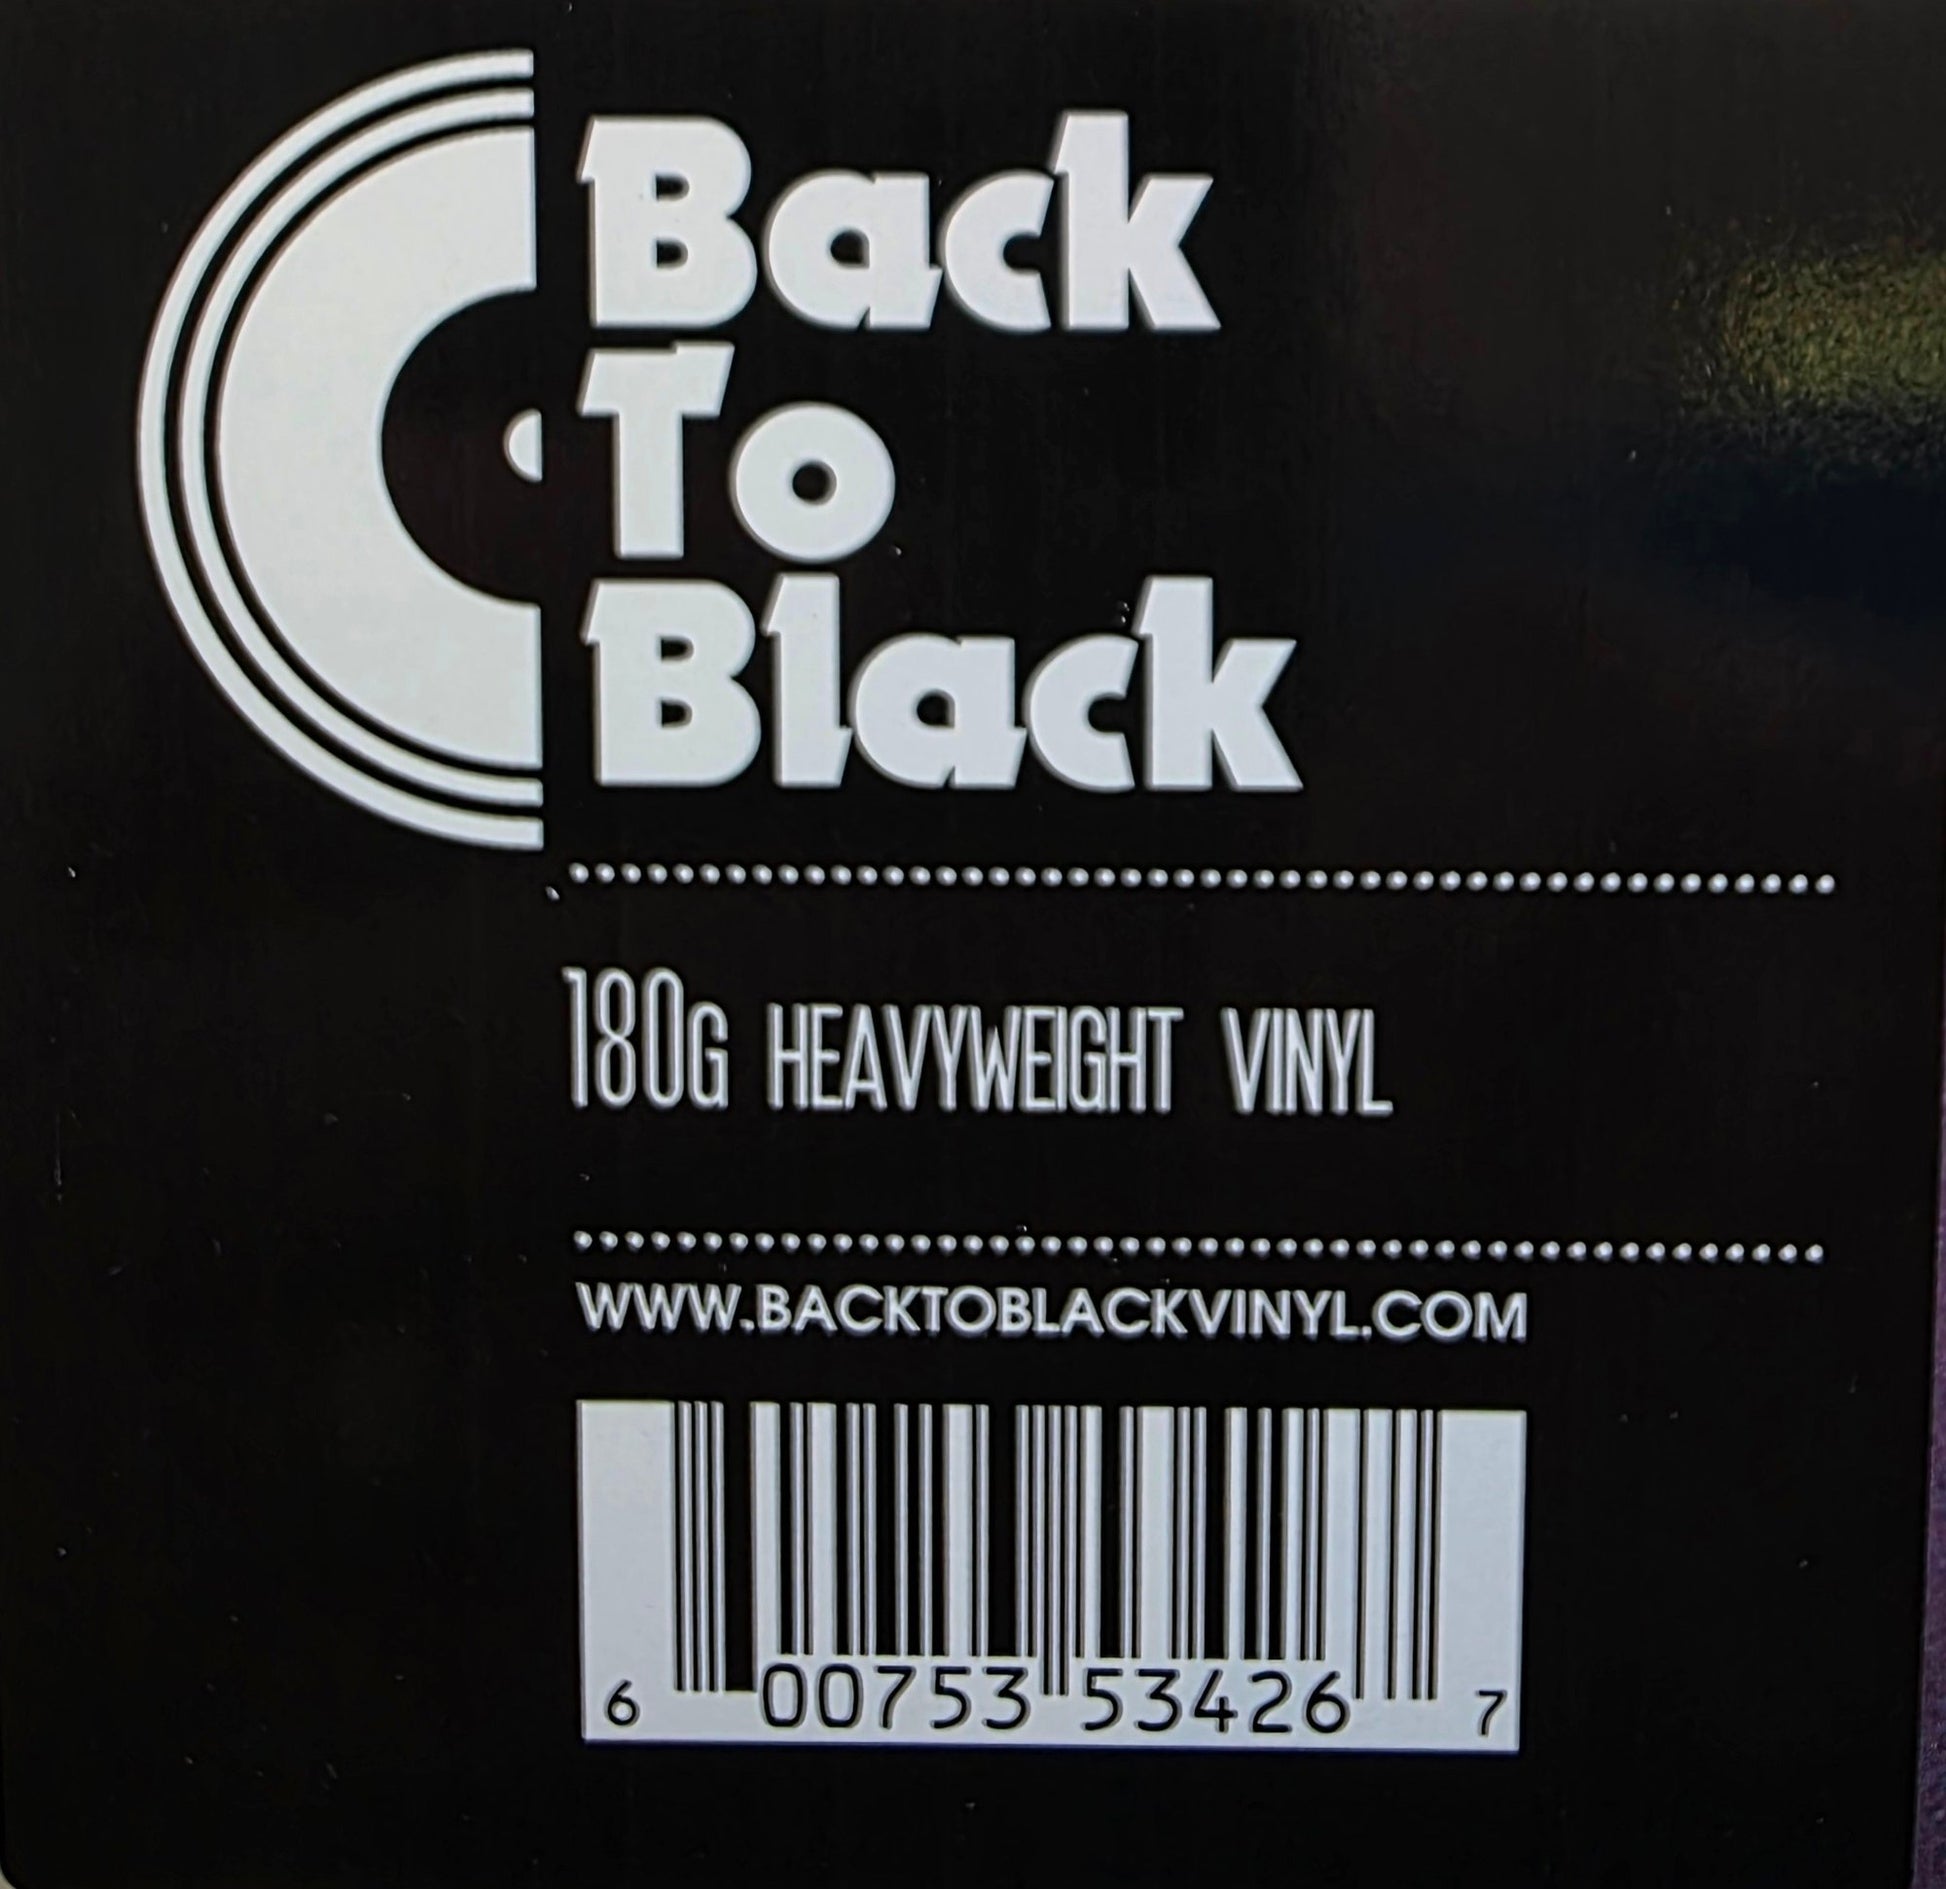 Back
To
Black
180G HEAVYWEIGHT VINYL
WWW.BACKTOBLACKVINYL.COM
6 00753 53426 7